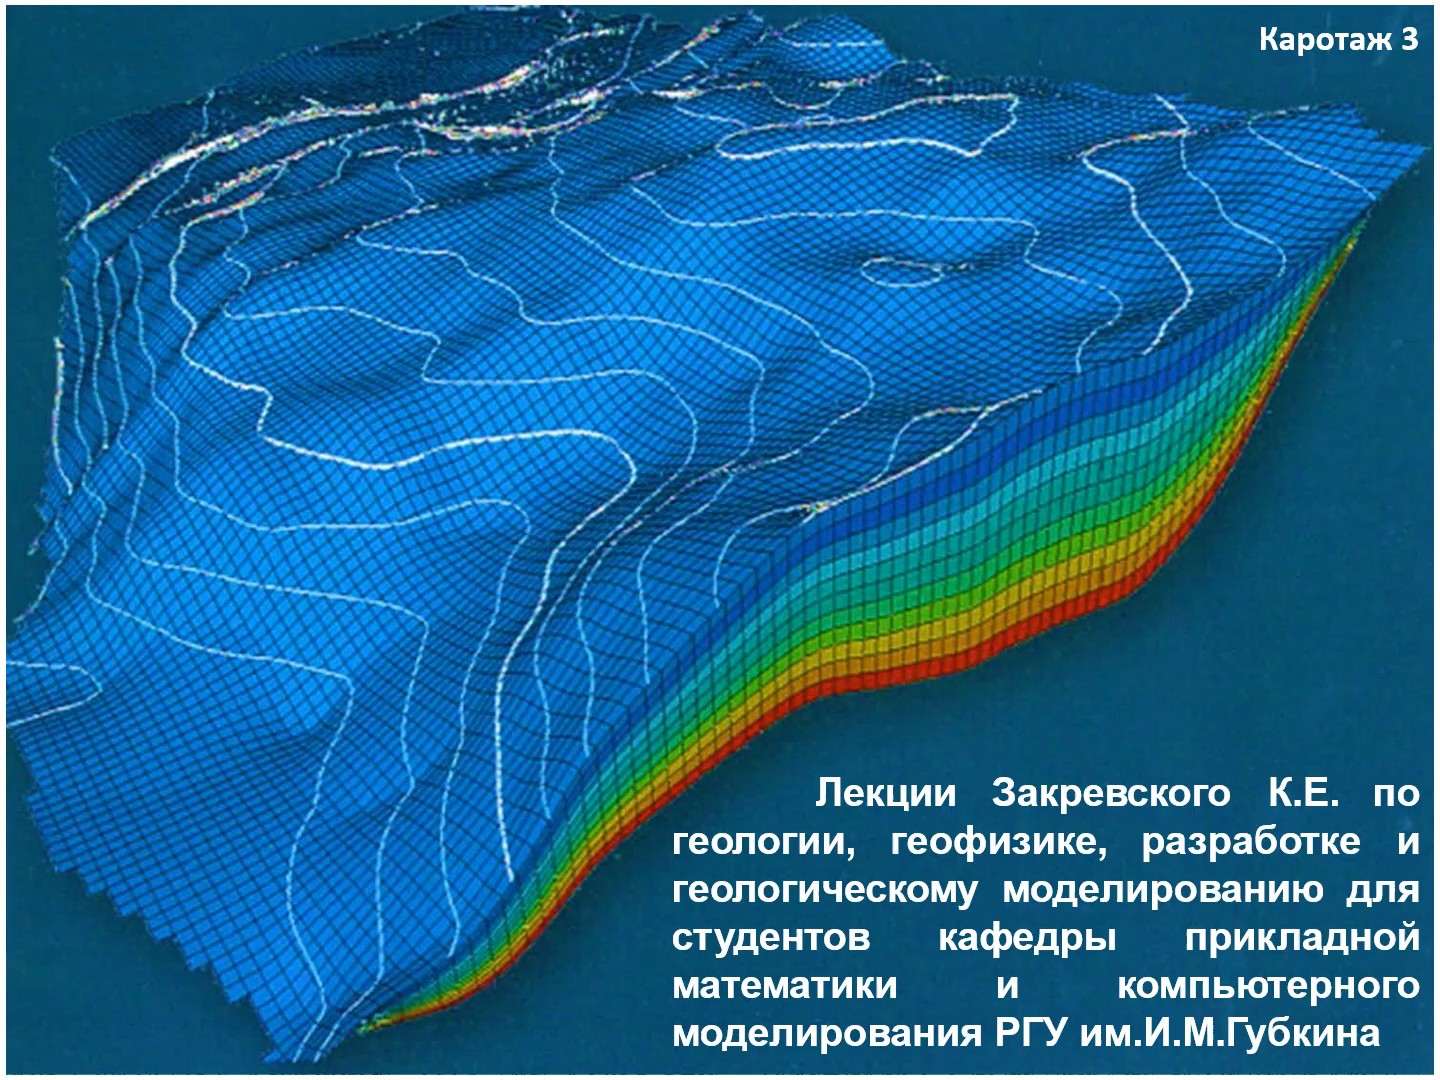 Каротаж 3
Лекции Закревского К.Е. по
геологии, геофизике, разработке и
геологическому моделированию для
студентов кафедры прикладной
математики и компьютерного
моделирования РГУ им.И.М.Губкина